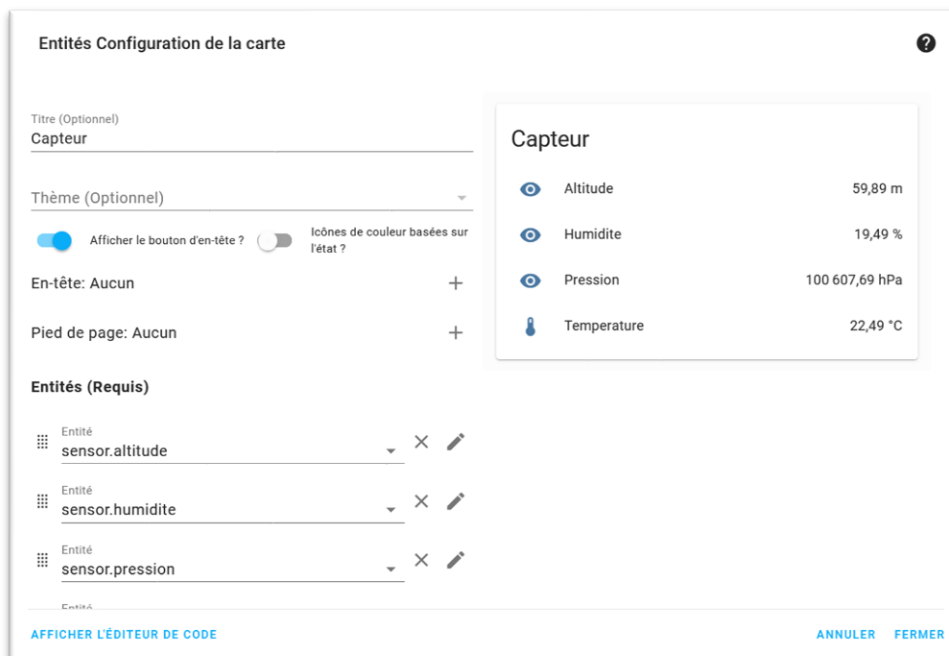 Entités Configuration de la carte
Titre (Optionnel)
Capteur
Thème (Optionnel)
Afficher le bouton d'en-tête ?
Icônes de couleur basées sur
l'état ?
En-tête: Aucun
Pied de page: Aucun
Entités (Requis)
Entité
sensor.altitude
Entité
sensor.humidite
Entité
sensor.pression
Entité
Capteur
Altitude 59,89 m
Humidite 19,49 %
Pression 100 607,69 hPa
Temperature 22,49 °C
AFFICHER L'ÉDITEUR DE CODE
ANNULER FERMER